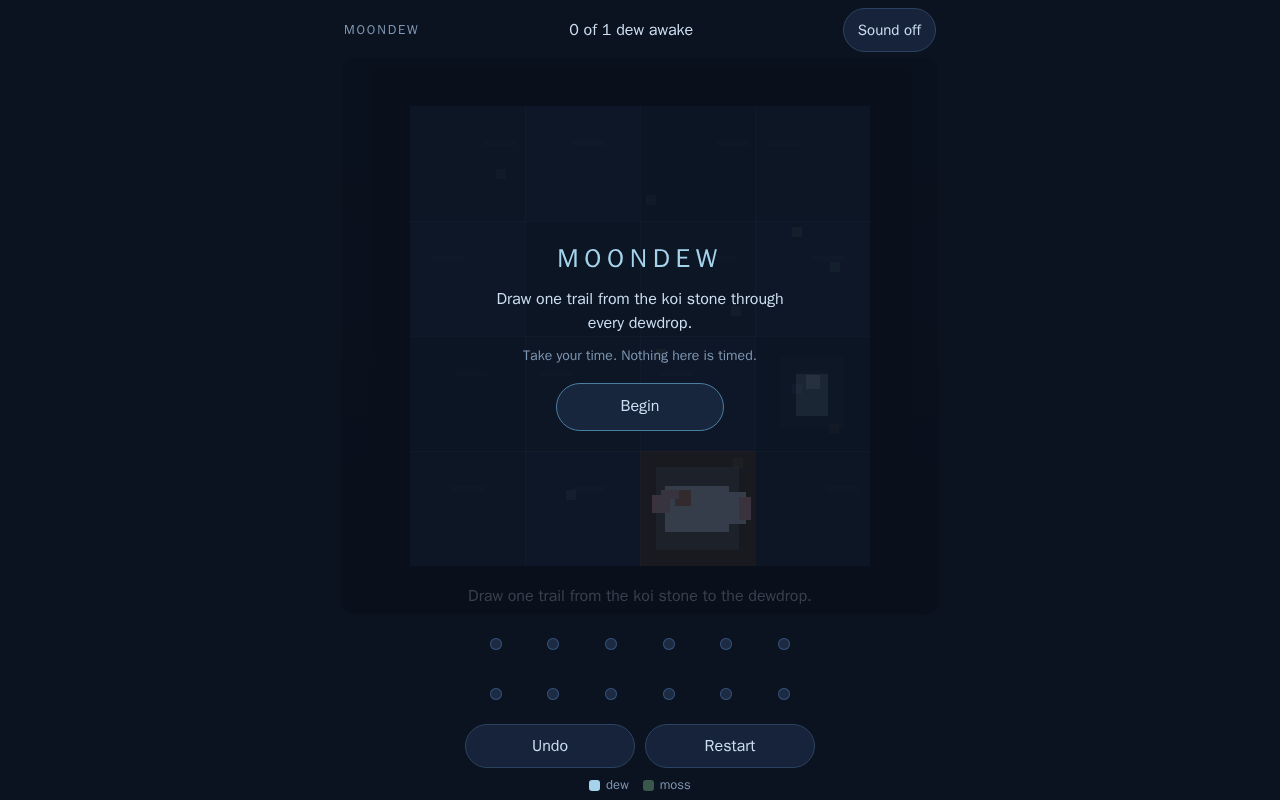 MOONDEW
0 of 1 dew awake
Sound off
MOONDEW
Draw one trail from the koi stone through
every dewdrop.
Take your time. Nothing here is timed.
Begin
Draw one trail from the koi stone to the dewdrop.
Undo
Restart
dew
moss